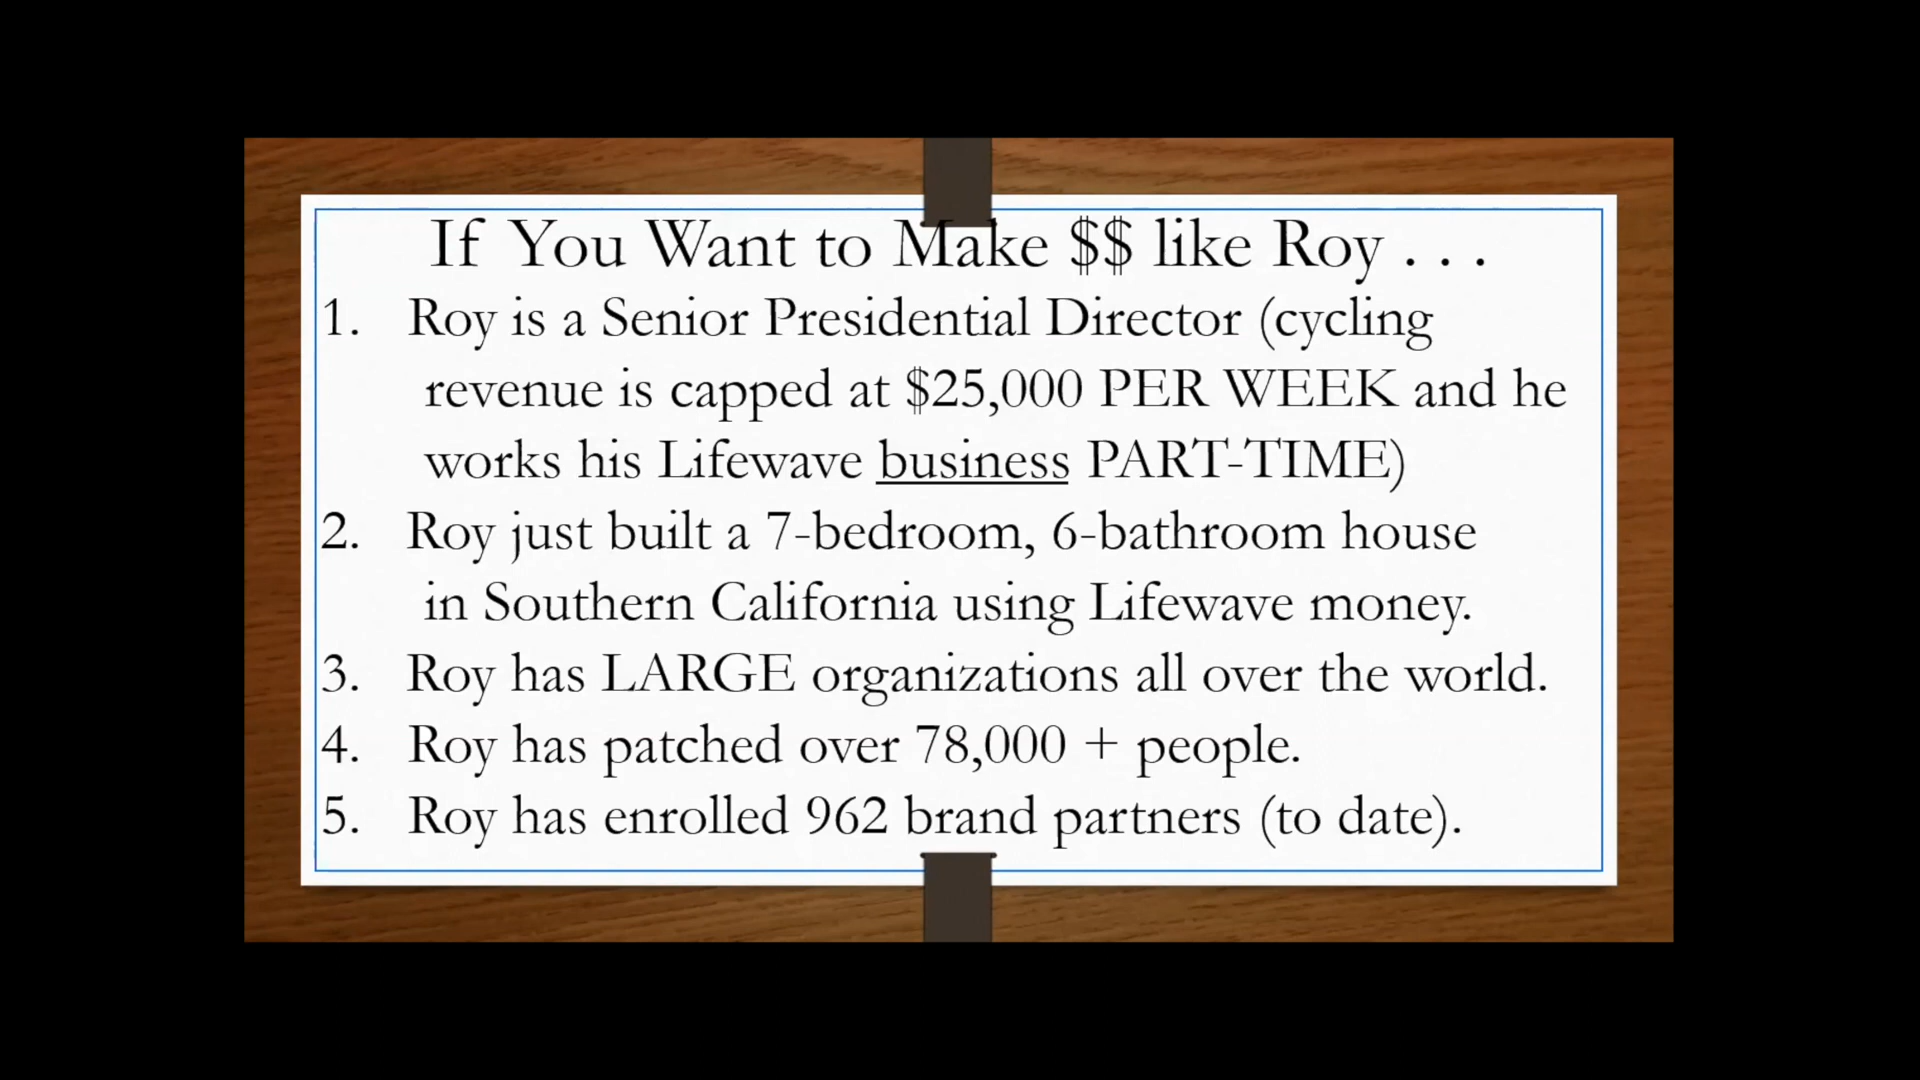 If You Want to Make $$ like Roy . . .
1. Roy is a Senior Presidential Director (cycling
revenue is capped at $25,000 PER WEEK and he
works his Lifewave business PART-TIME)
2. Roy just built a 7-bedroom, 6-bathroom house
in Southern California using Lifewave money.
3. Roy has LARGE organizations all over the world.
4. Roy has patched over 78,000 + people.
5. Roy has enrolled 962 brand partners (to date).